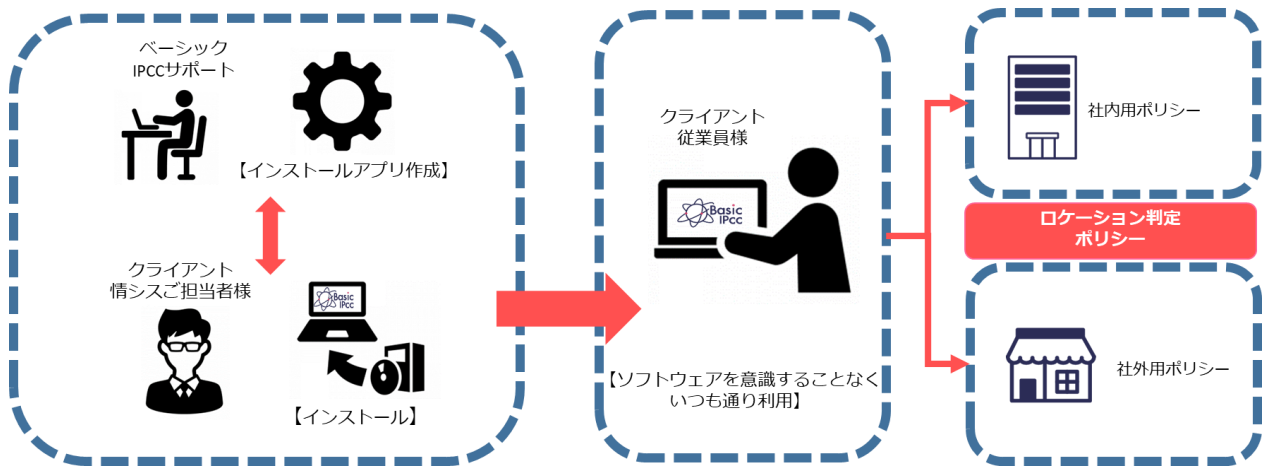 ベーシック
IPCCサポート
【インストールアプリ作成】
クライアント
情シスご担当者様
Basic
IPcc
【インストール】
クライアント
従業員様
Basic
IPcc
【ソフトウェアを意識することなく
いつも通り利用】
社内用ポリシー
ロケーション判定
ポリシー
社外用ポリシー